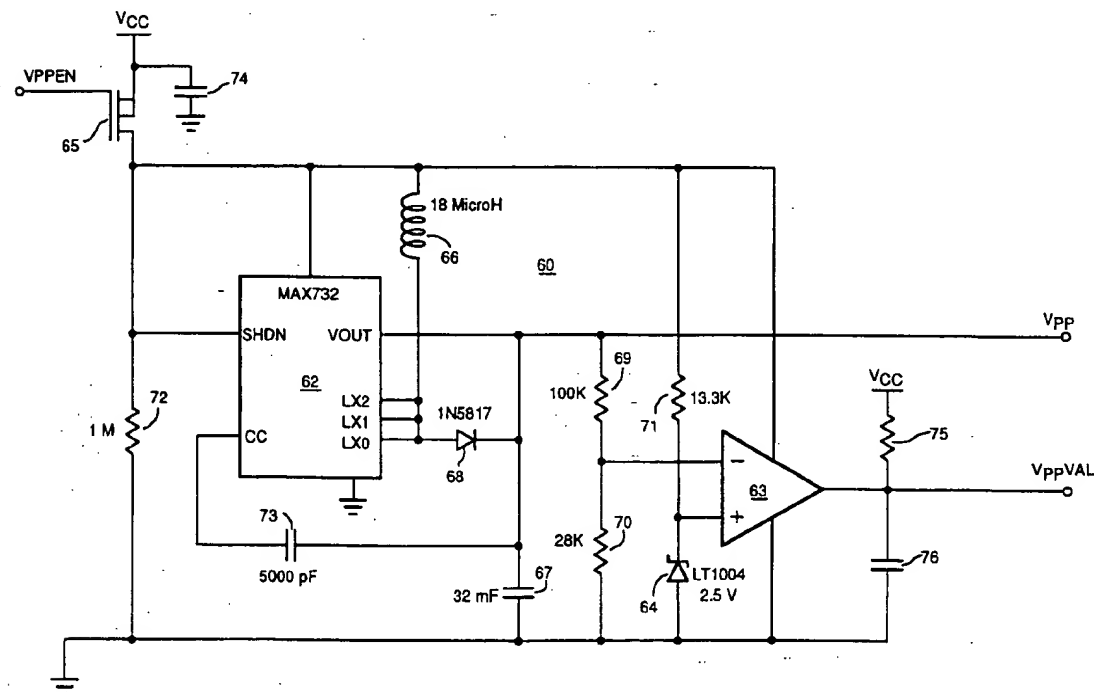 VCC
VPPEN
74
65
18 MicroH
66
60
MAX732
SHDN
VOUT
VPP
62
69
VCC
72
LX2
1N5817
100K
71
13.3K
1 M
LX1
75
CC
LX0
68
−
63
VPPVAL
73
70
+
28K
76
5000 pF
67
64
LT1004
32 mF
2.5 V